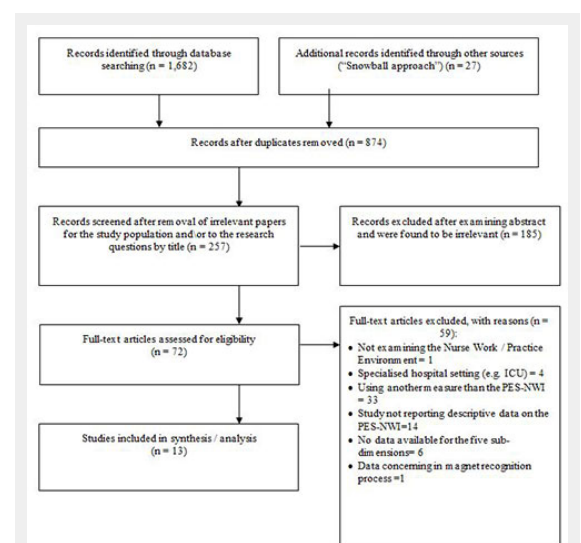 Records identified through database
searching (n = 1,682)
Additional records identified through other sources
(“Snowball approach”) (n = 27)
Records after duplicates removed (n = 874)
Records screened after removal of irrelevant papers
for the study population and\or to the research
questions by title (n = 257)
Records excluded after examining abstract
and were found to be irrelevant (n = 185)
Full-text articles assessed for eligibility
(n = 72)
Full-text articles excluded, with reasons (n =
59):
• Not examining the Nurse Work / Practice
Environment = 1
• Specialised hospital setting (e.g. ICU) = 4
• Using another measure than the PES-NWI
= 33
• Study not reporting descriptive data on the
PES-NWI=14
• No data available for the five sub-
dimensions= 6
• Data concerning in magnet recognition
process =1
Studies included in synthesis / analysis
(n = 13)